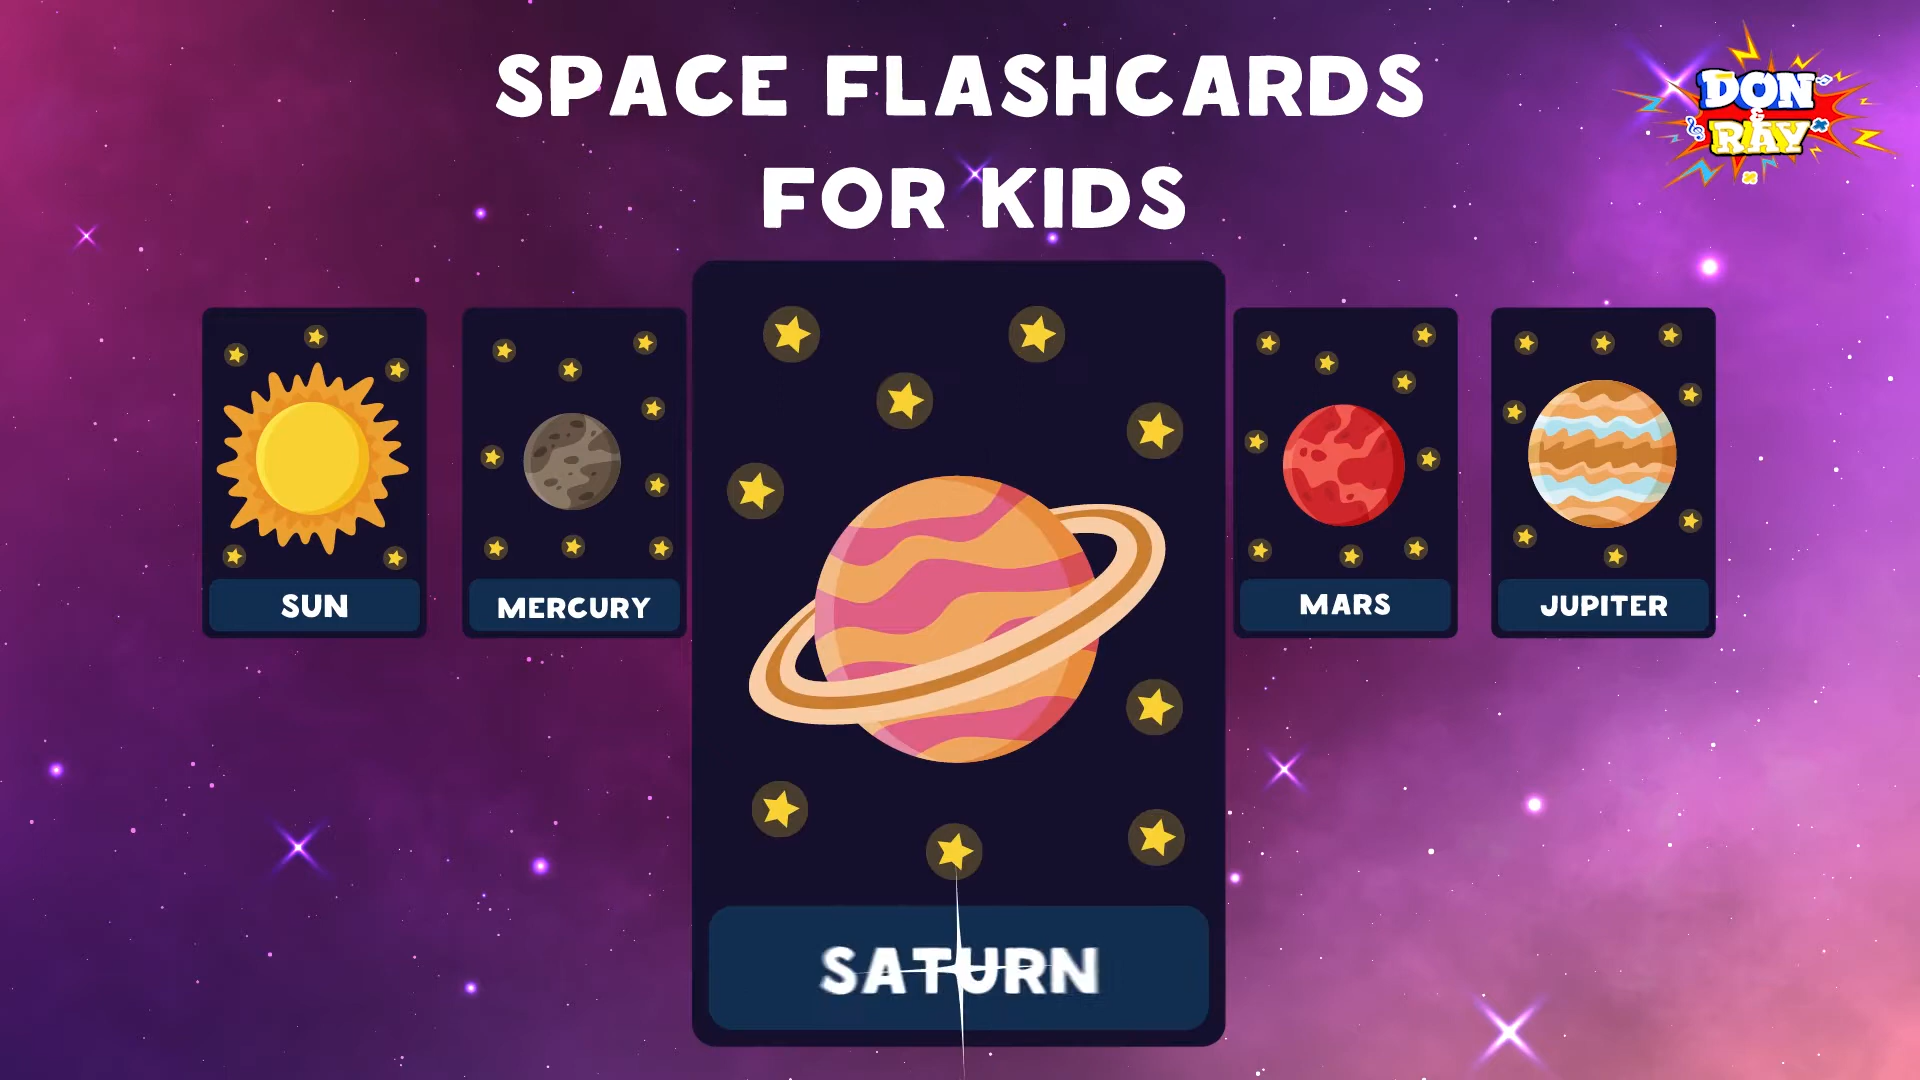 SPACE FLASHCARDS
FOR KIDS
DON
&
RAY
SUN
MERCURY
MARS
JUPITER
SATURN